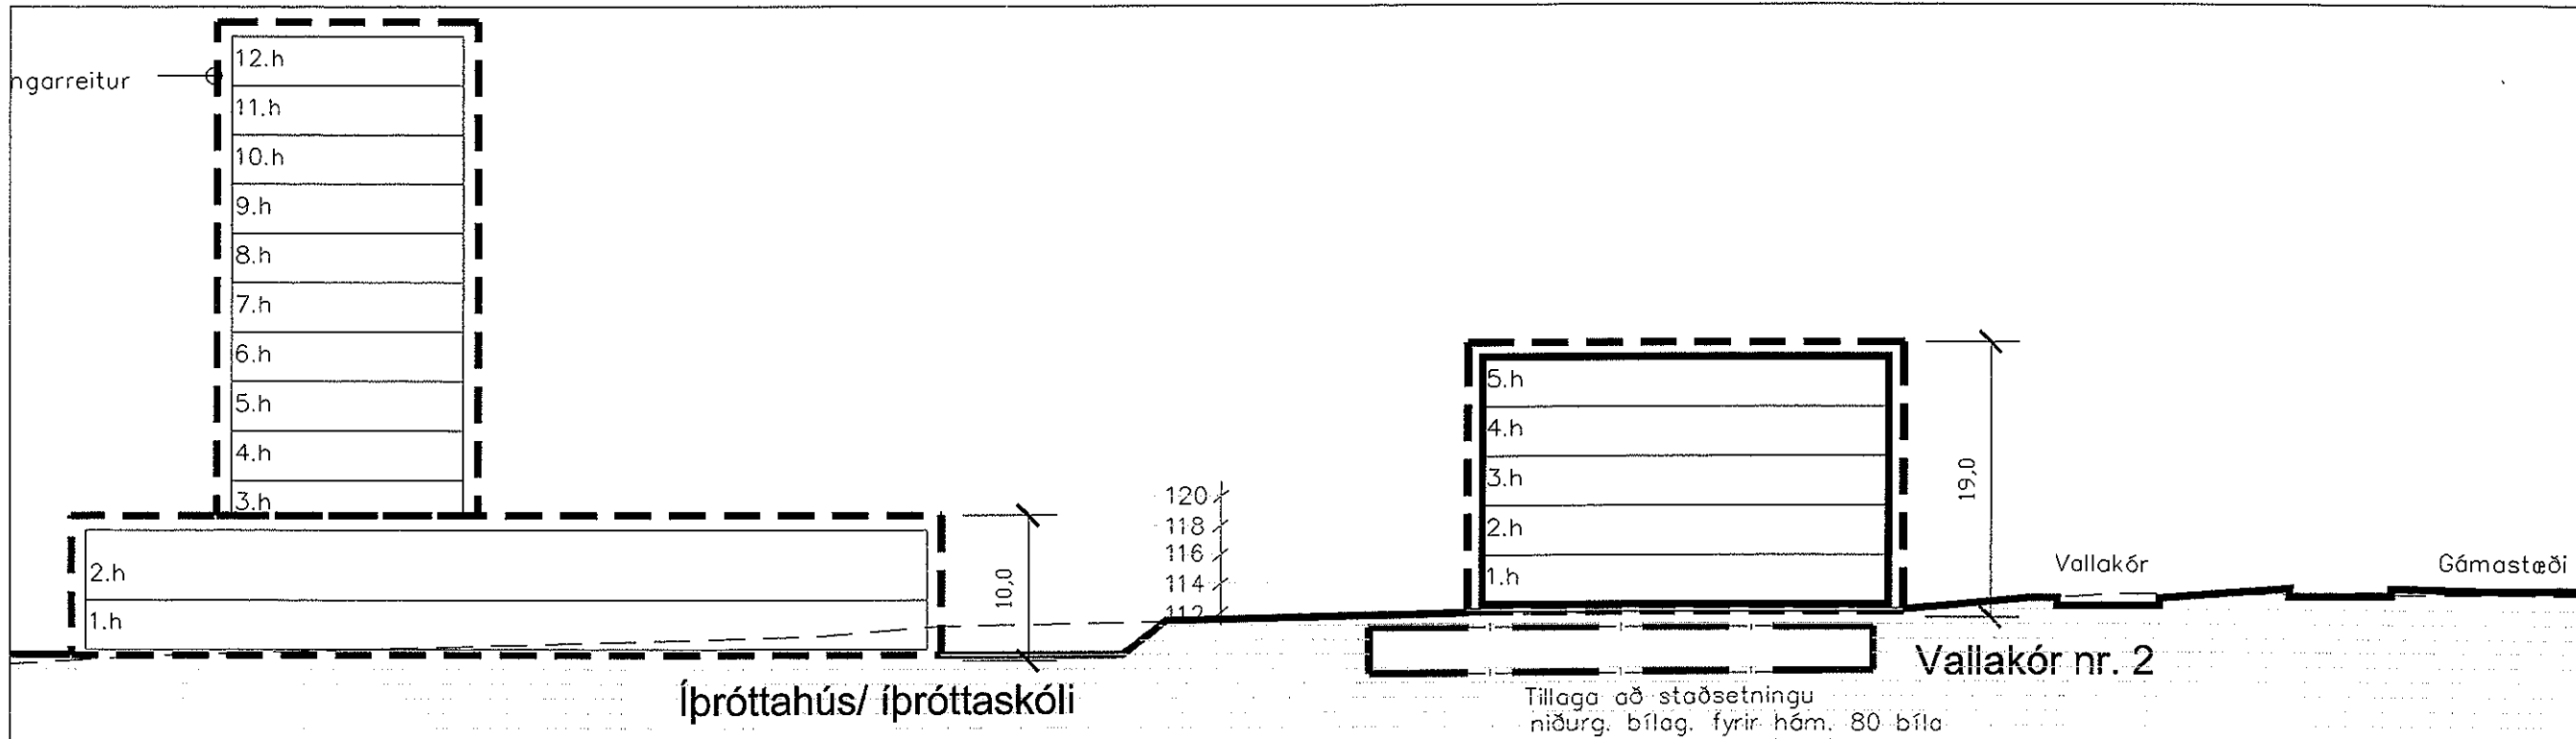 ngarreitur
12.h
11.h
10.h
9.h
8.h
7.h
6.h
5.h
4.h
3.h
2.h
1.h
10,0
Íþróttahús/ íþróttaskóli
120
118
116
114
112
5.h
4.h
3.h
2.h
1.h
19,0
Vallakór
Gámastæði
Vallakór nr. 2
Tillaga að staðsetningu
niðurg. bílag. fyrir hám. 80 bíla